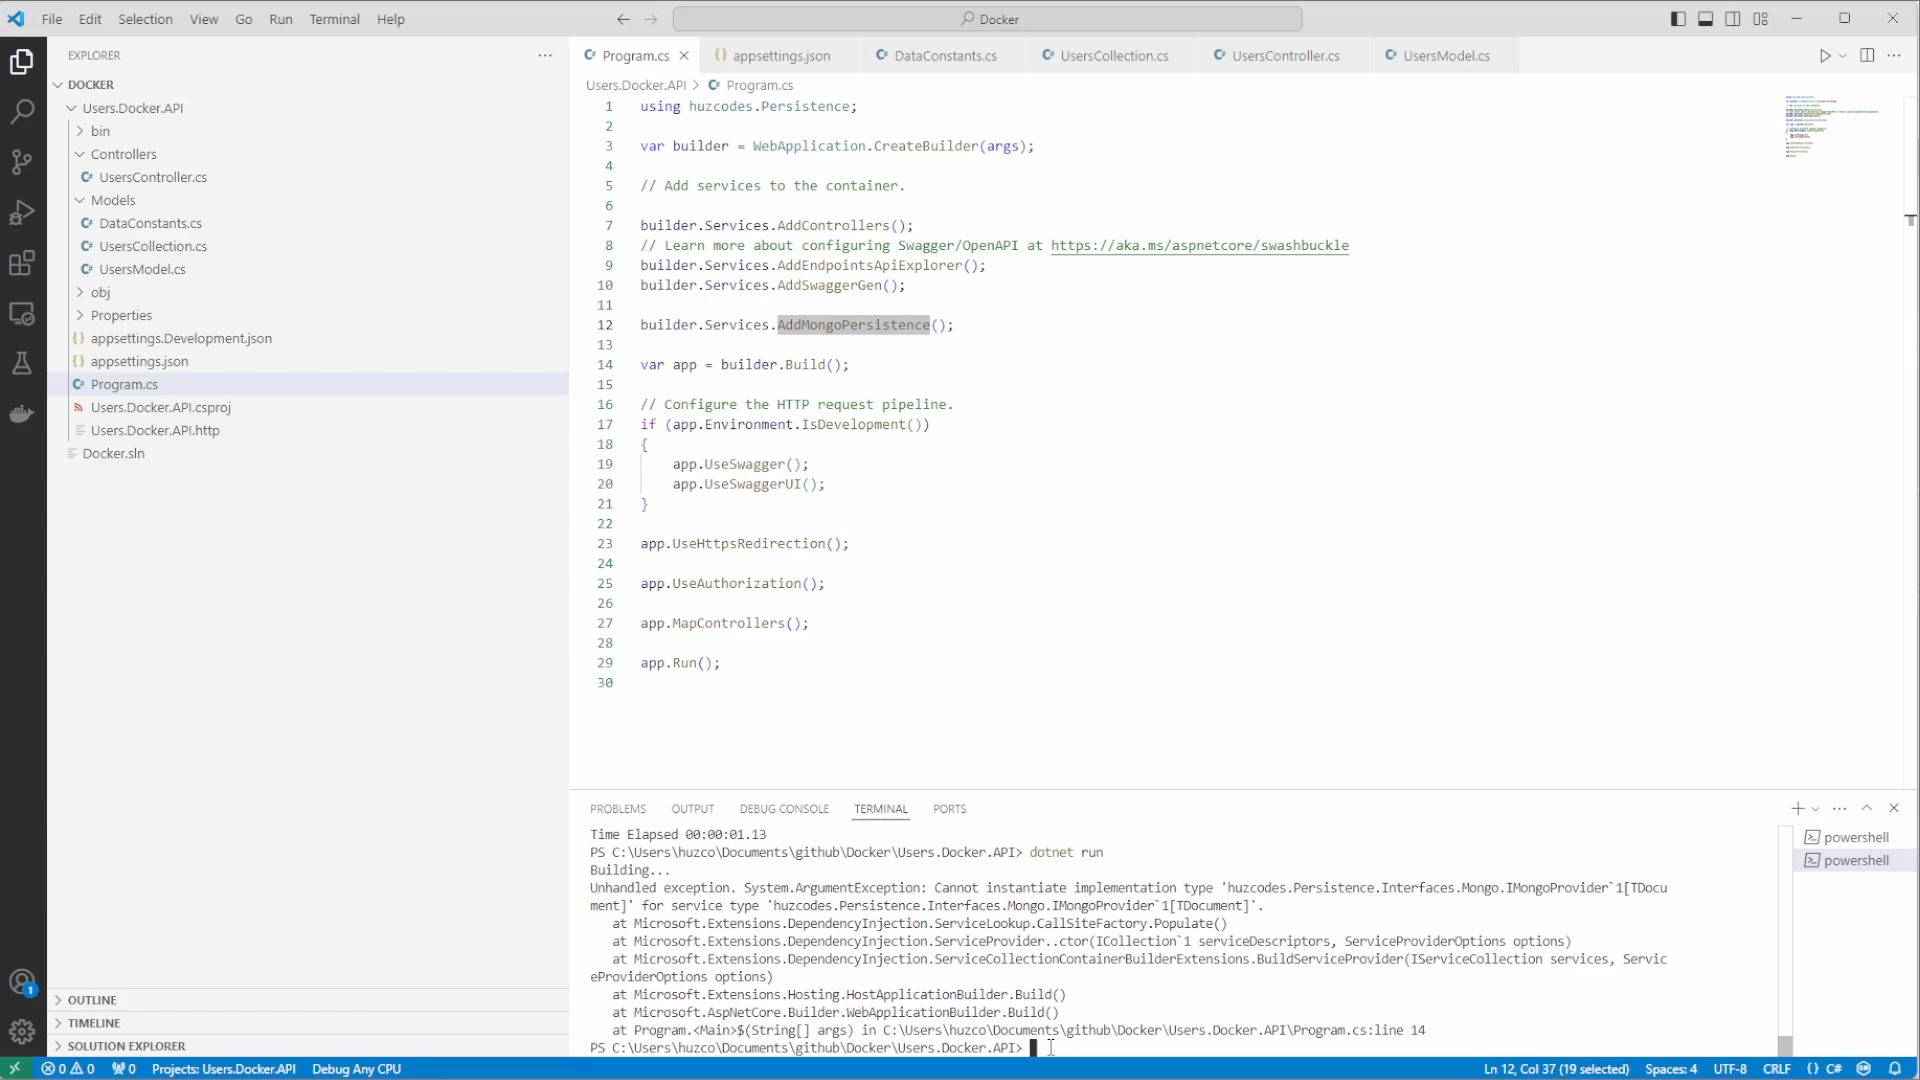 File Edit Selection View Go Run Terminal Help
Docker
EXPLORER
DOCKER
Users.Docker.API
bin
Controllers
UsersController.cs
Models
DataConstants.cs
UsersCollection.cs
UsersModel.cs
obj
Properties
appsettings.Development.json
appsettings.json
Program.cs
Users.Docker.API.csproj
Users.Docker.API.http
Docker.sln
OUTLINE
TIMELINE
SOLUTION EXPLORER
Program.cs appsettings.json DataConstants.cs UsersCollection.cs UsersController.cs UsersModel.cs
Users.Docker.API > Program.cs
1 using huzcodes.Persistence;
2
3 var builder = WebApplication.CreateBuilder(args);
4
5 // Add services to the container.
6
7 builder.Services.AddControllers();
8 // Learn more about configuring Swagger/OpenAPI at https://aka.ms/aspnetcore/swashbuckle
9 builder.Services.AddEndpointsApiExplorer();
10 builder.Services.AddSwaggerGen();
11
12 builder.Services.AddMongoPersistence();
13
14 var app = builder.Build();
15
16 // Configure the HTTP request pipeline.
17 if (app.Environment.IsDevelopment())
18 {
19 app.UseSwagger();
20 app.UseSwaggerUI();
21 }
22
23 app.UseHttpsRedirection();
24
25 app.UseAuthorization();
26
27 app.MapControllers();
28
29 app.Run();
30
PROBLEMS OUTPUT DEBUG CONSOLE TERMINAL PORTS
Time Elapsed 00:00:01.13
PS C:\Users\huzco\Documents\github\Docker\Users.Docker.API> dotnet run
Building...
Unhandled exception. System.ArgumentException: Cannot instantiate implementation type 'huzcodes.Persistence.Interfaces.Mongo.IMongoProvider`1[TDocu
ment]' for service type 'huzcodes.Persistence.Interfaces.Mongo.IMongoProvider`1[TDocument]'.
at Microsoft.Extensions.DependencyInjection.ServiceLookup.CallSiteFactory.Populate()
at Microsoft.Extensions.DependencyInjection.ServiceProvider..ctor(ICollection`1 serviceDescriptors, ServiceProviderOptions options)
at Microsoft.Extensions.DependencyInjection.ServiceCollectionContainerBuilderExtensions.BuildServiceProvider(IServiceCollection services, Servic
eProviderOptions options)
at Microsoft.Extensions.Hosting.HostApplicationBuilder.Build()
at Microsoft.AspNetCore.Builder.WebApplicationBuilder.Build()
at Program.<Main>$(String[] args) in C:\Users\huzco\Documents\github\Docker\Users.Docker.API\Program.cs:line 14
PS C:\Users\huzco\Documents\github\Docker\Users.Docker.API>
powershell
powershell
1
0 0 0 Projects: Users.Docker.API Debug Any CPU
Ln 12, Col 37 (19 selected) Spaces: 4 UTF-8 CRLF {} C#